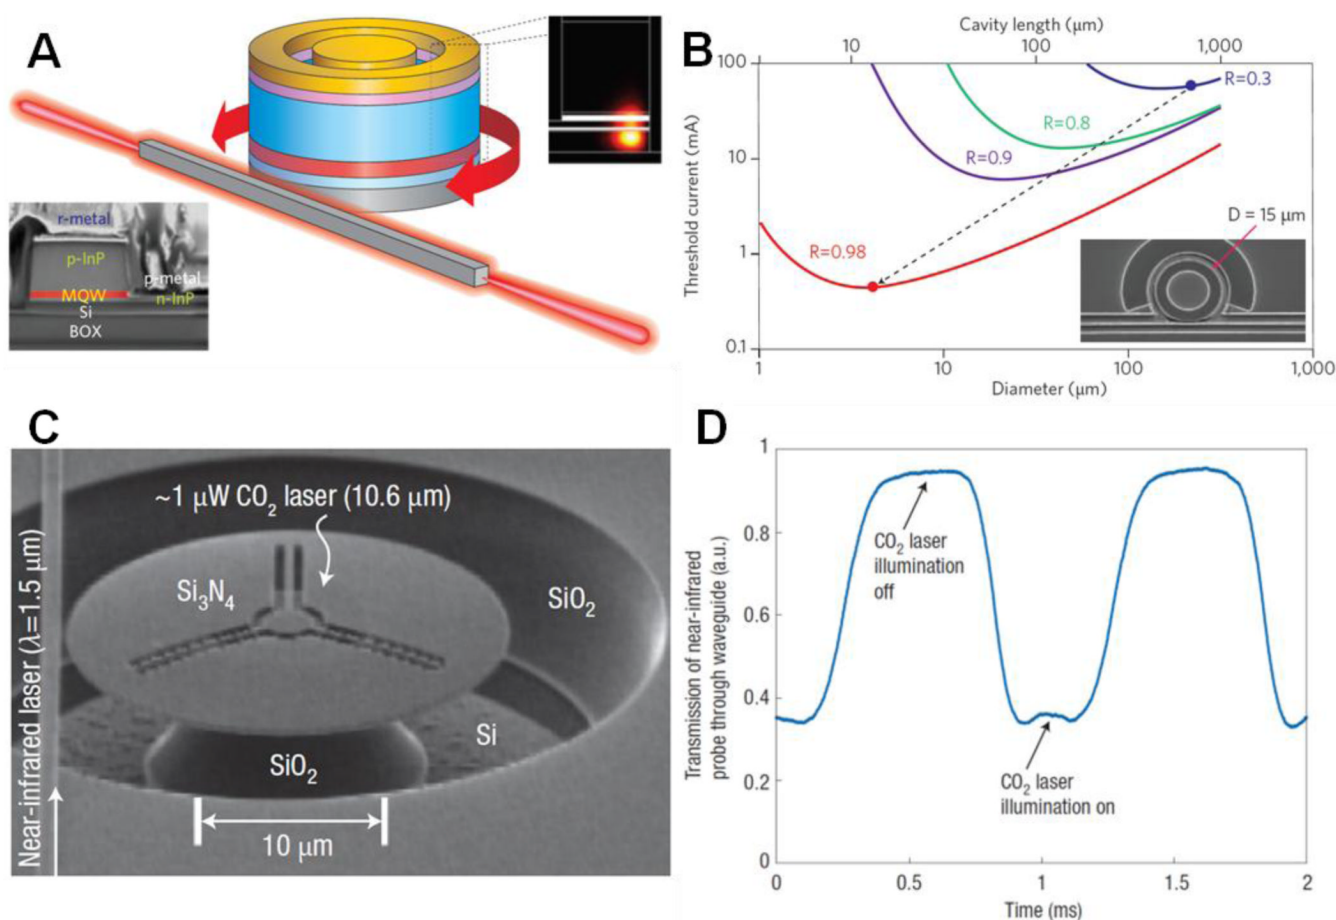 A
r-metal
p-InP
p-metal
MQW
n-InP
Si
BOX
B
Cavity length (μm)
10
100
1,000
Threshold current (mA)
100
10
1
0.1
R=0.3
R=0.8
R=0.9
R=0.98
D = 15 μm
1
10
100
1,000
Diameter (μm)
C
~1 μW CO₂ laser (10.6 μm)
Si₃N₄
SiO₂
Si
SiO₂
10 μm
Near-infrared laser (λ=1.5 μm)
D
Transmission of near-infrared
probe through waveguide (a.u.)
1
0.8
0.6
0.4
0.2
0
CO₂ laser
illumination
off
CO₂ laser
illumination on
0
0.5
1
1.5
2
Time (ms)